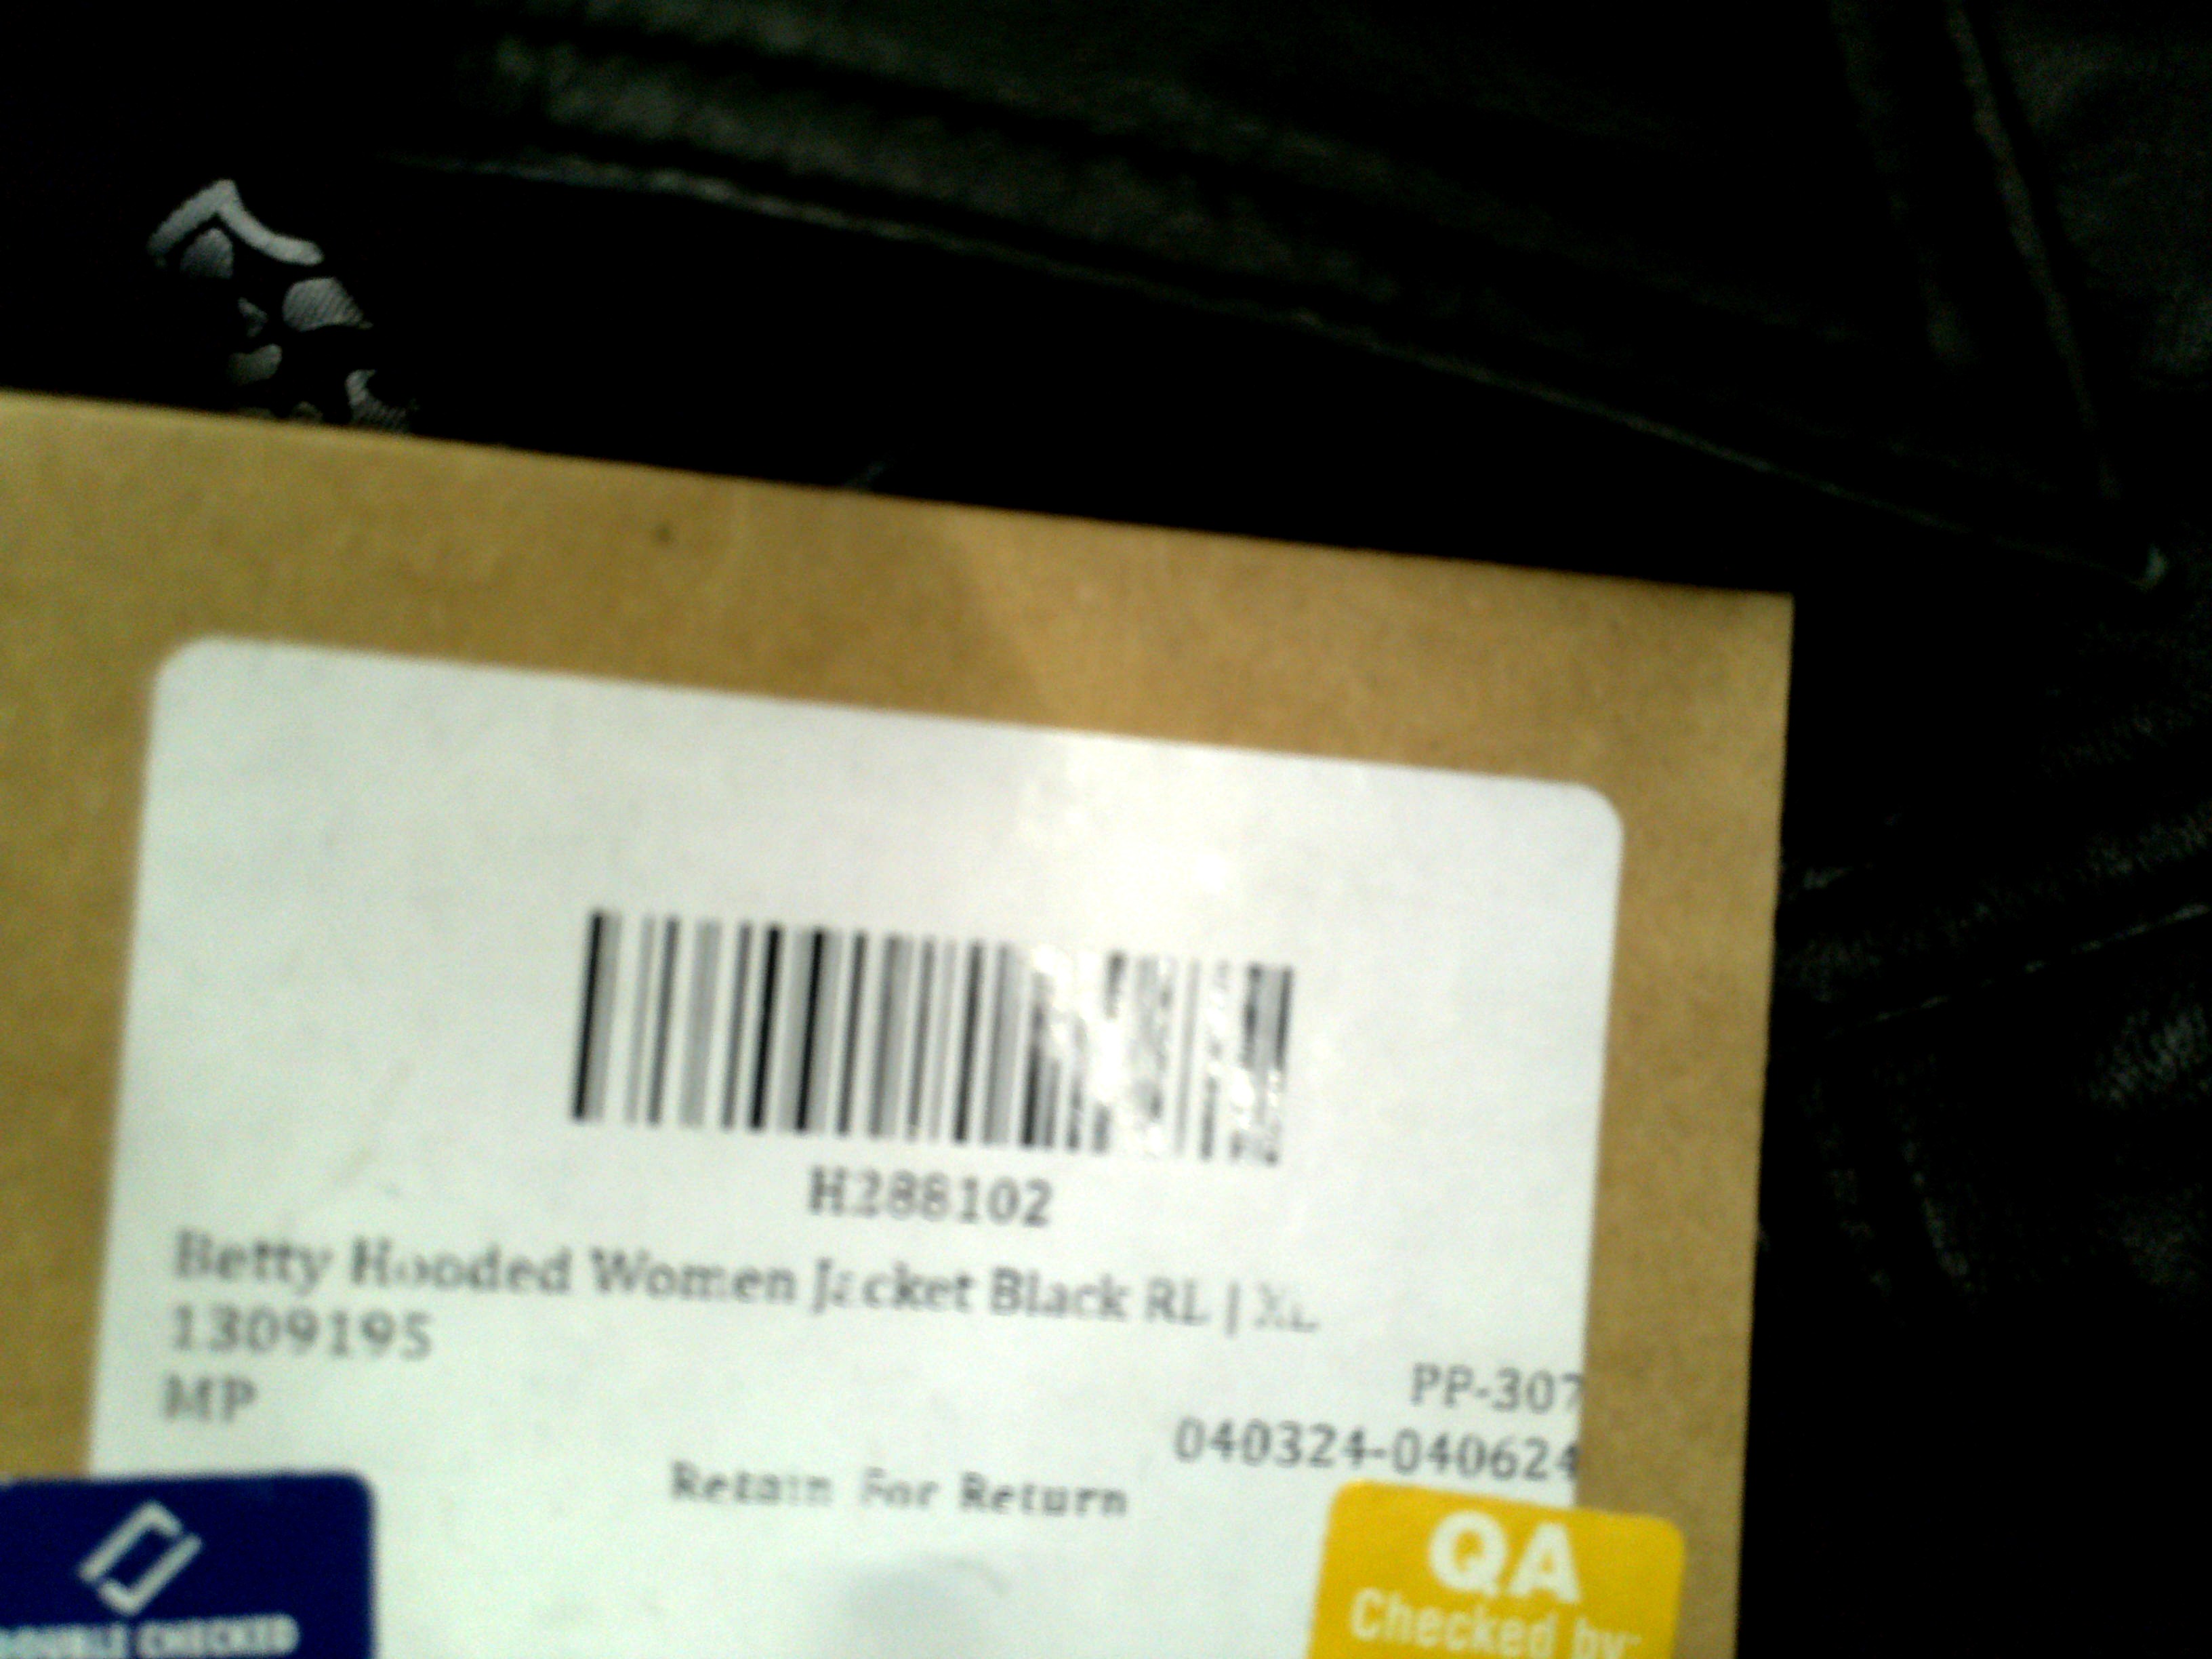 H288102
Betty Hooded Women Jacket Black RL | XL
1309195
PP-307
MP
040324-040624
Retain For Return
QA
Checked by:
DOUBLE CHECKED